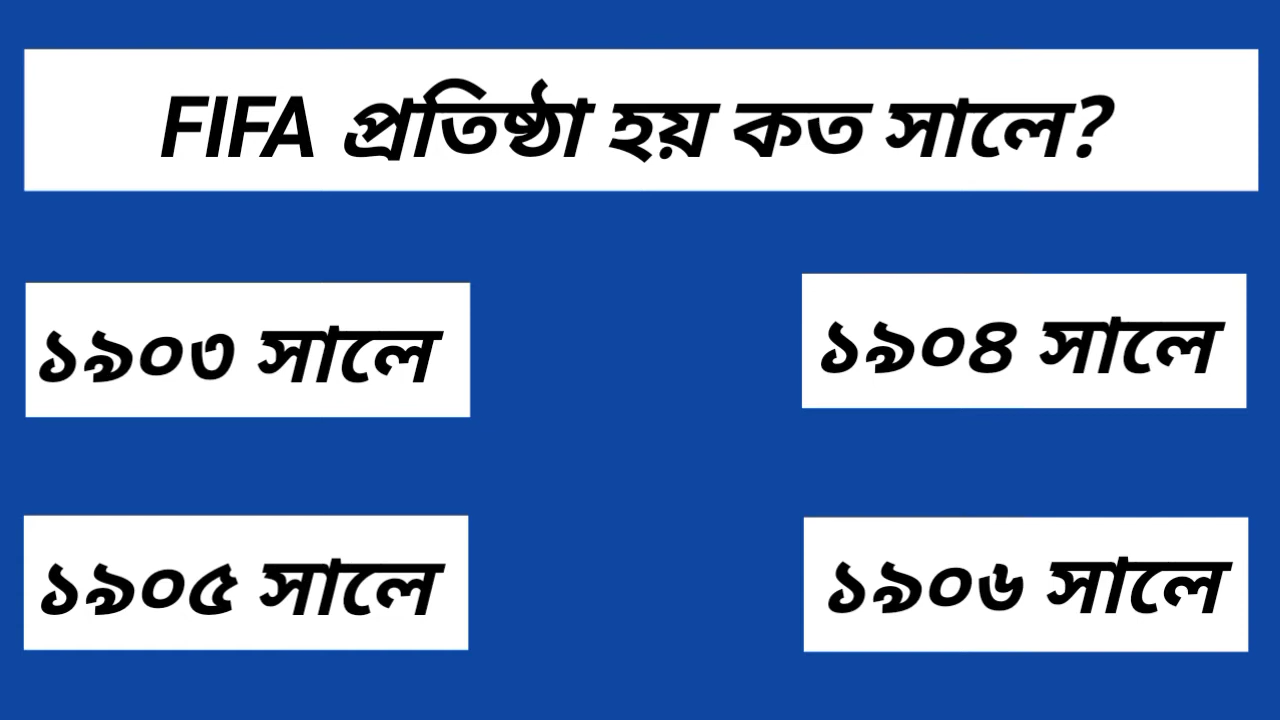 FIFA প্রতিষ্ঠা হয় কত সালে?
১৯০৩ সালে
১৯০৪ সালে
১৯০৫ সালে
১৯০৬ সালে